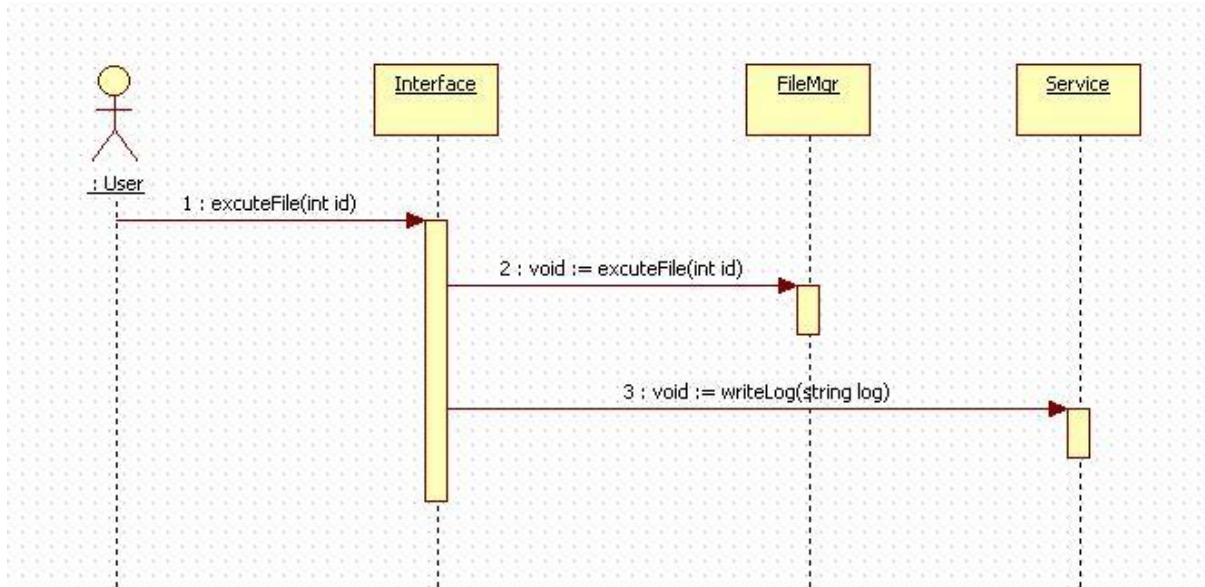 Interface
FileMgr
Service
: User
1 : excuteFile(int id)
2 : void := excuteFile(int id)
3 : void := writeLog(string log)